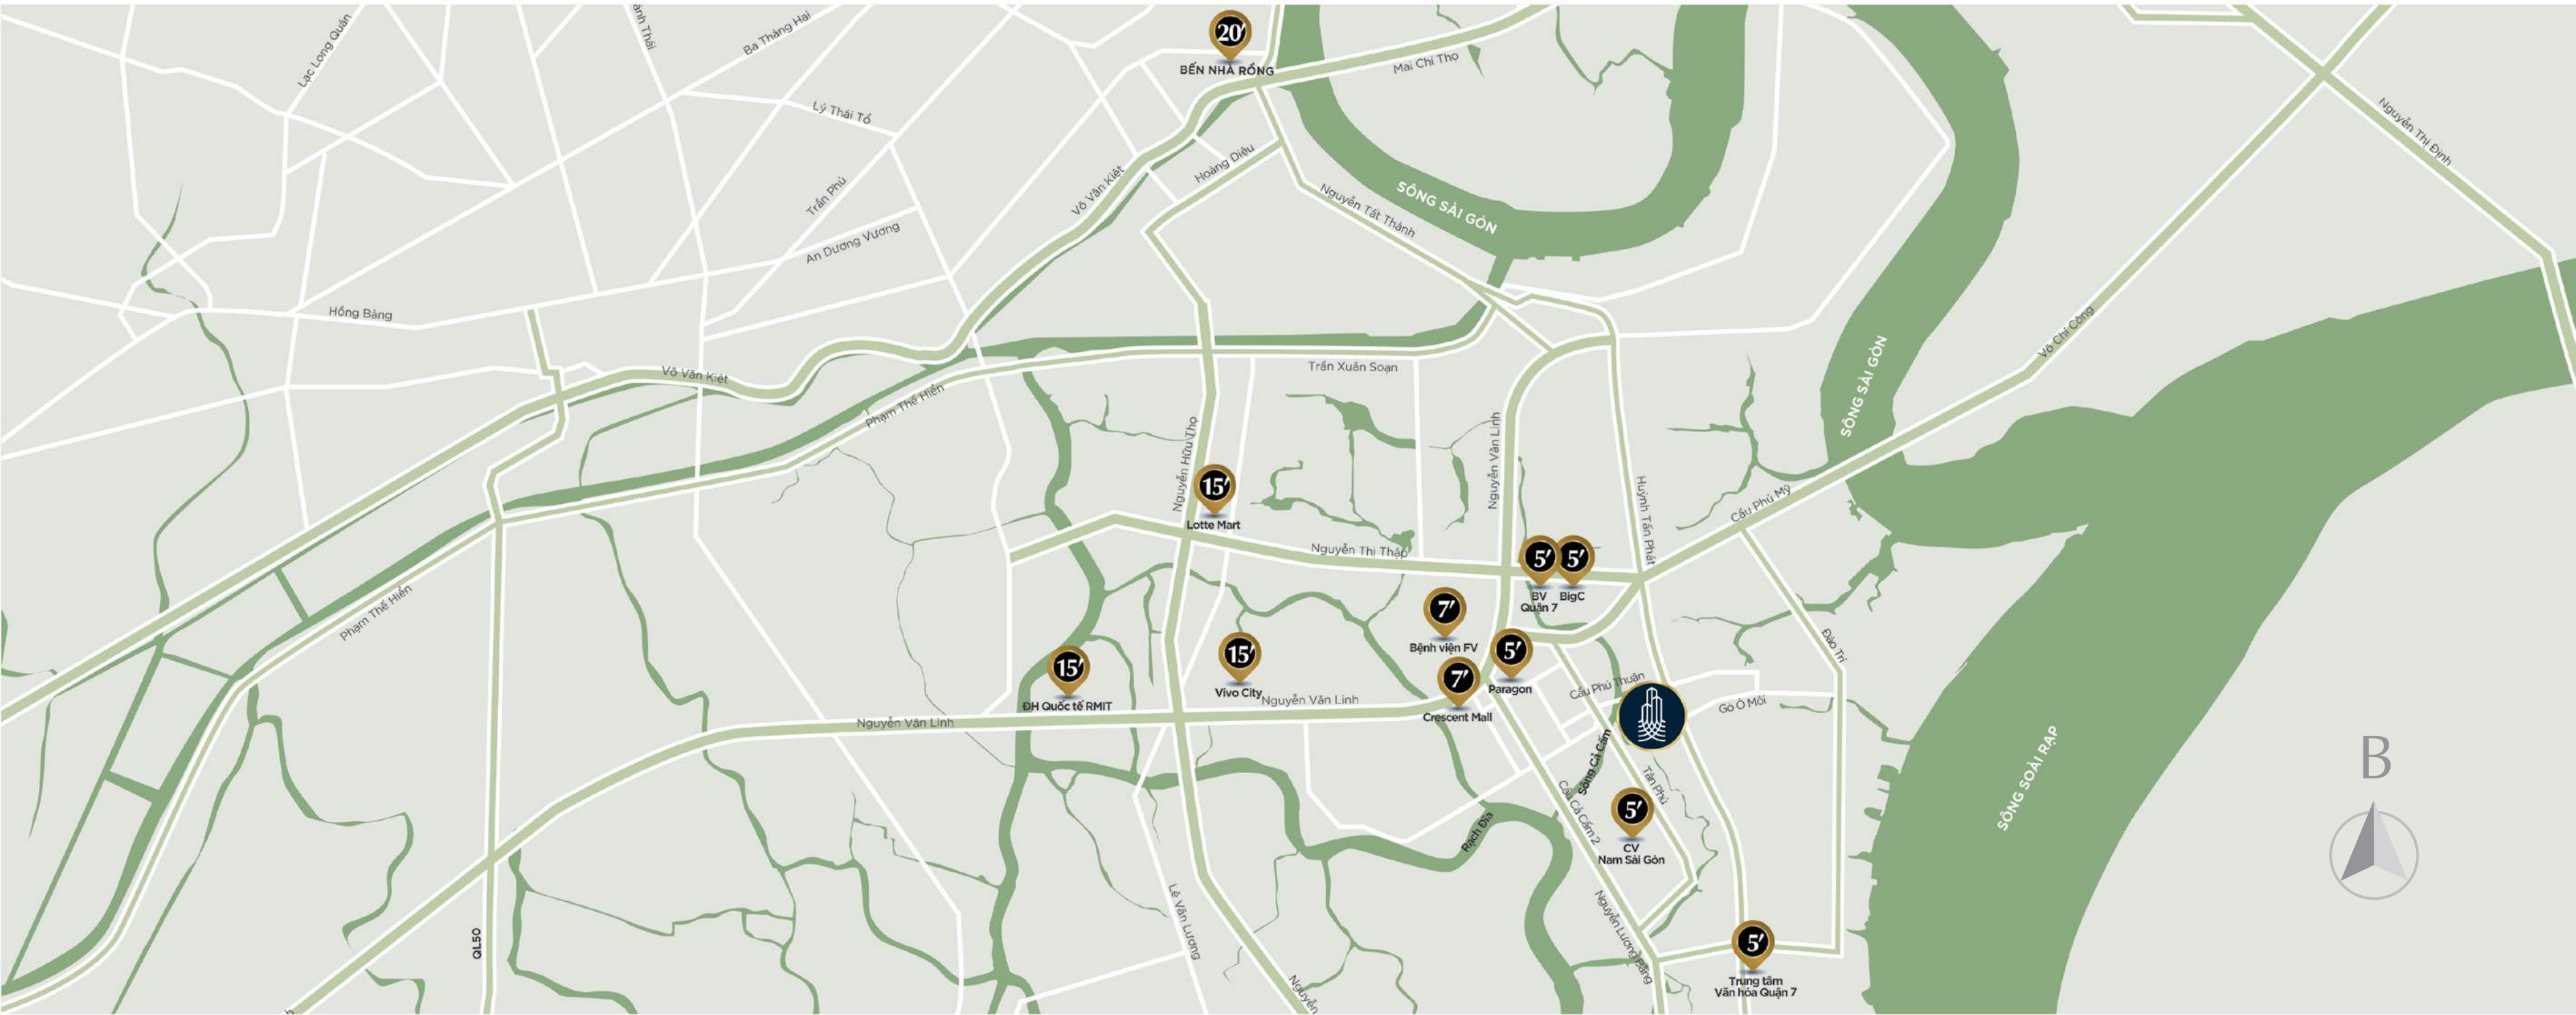 Lạc Long Quân
Ba Tháng Hai
20'
BẾN NHÀ RỒNG
Mai Chí Thọ
Lý Thái Tổ
Nguyễn Thị Định
Võ Văn Kiệt
Hoàng Diệu
Trần Phú
Nguyễn Tất Thành
SÔNG SÀI GÒN
An Dương Vương
Hồng Bàng
Võ Chí Công
Võ Văn Kiệt
Trần Xuân Soạn
SÔNG SÀI GÒN
Phạm Thế Hiển
Nguyễn Hữu Thọ
Nguyễn Văn Linh
15'
Lotte Mart
Huỳnh Tấn Phát
Cầu Phú Mỹ
Nguyễn Thị Thập
5'
5'
BV
Quận 7
BigC
Phạm Thế Hiển
7'
Bệnh viện FV
5'
Paragon
Đào Trí
15'
ĐH Quốc tế RMIT
15'
Vivo City
Nguyễn Văn Linh
7'
Crescent Mall
Cầu Phú Thuận
Gò Ô Môi
Nguyễn Văn Linh
Sông Cả Cấm
Tân Phú
Cầu Cả Cấm 2
SÔNG SOÀI RẠP
B
5'
CV
Nam Sài Gòn
Rạch Đỉa
Lê Văn Lương
Nguyễn Lương Bằng
QL50
5'
Trung tâm
Văn hóa Quận 7
Nguyễn